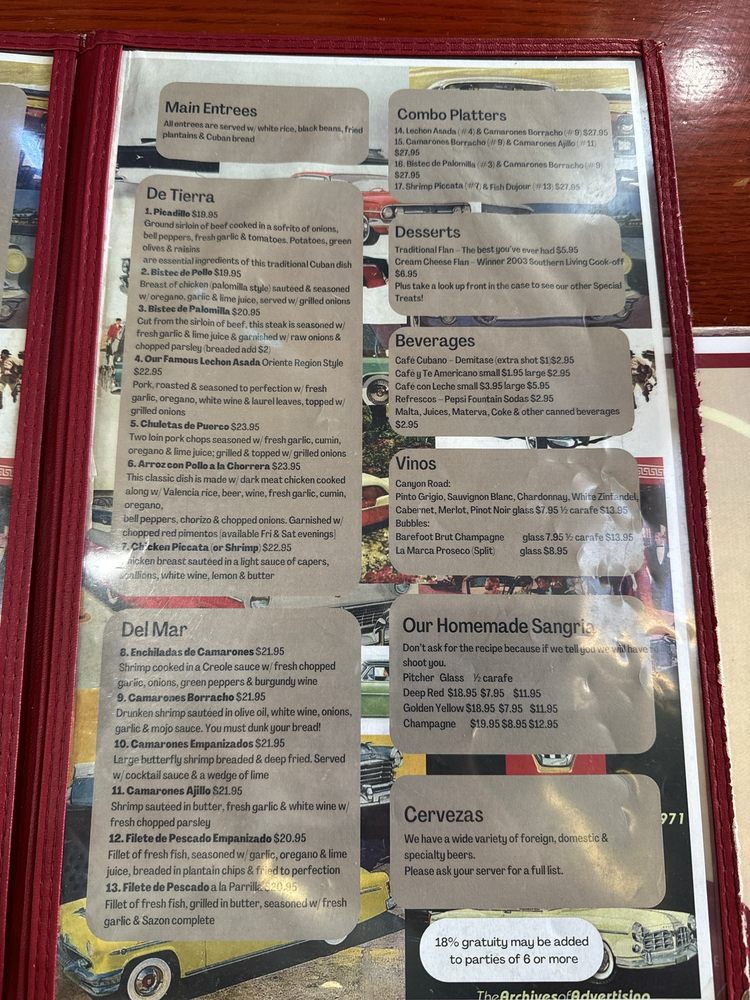 Main Entrees
All entrees are served w/ white rice, black beans, fried
plantains & Cuban bread
De Tierra
1. Picadillo $19.95
Ground sirloin of beef cooked in a sofrito of onions,
bell peppers, fresh garlic & tomatoes. Potatoes, green
olives & raisins
are essential ingredients of this traditional Cuban dish
2. Bistec de Pollo $19.95
Breast of chicken (palomilla style) sauteed & seasoned
w/ oregano, garlic & lime juice, served w/ grilled onions
3. Bistec de Palomilla $20.95
Cut from the sirloin of beef, this steak is seasoned w/
fresh garlic & lime juice & garnished w/ raw onions &
chopped parsley (breaded add $2)
4. Our Famous Lechon Asada Oriente Region Style
$22.95
Pork, roasted & seasoned to perfection w/ fresh
garlic, oregano, white wine & laurel leaves, topped w/
grilled onions
5. Chuletas de Puerco $23.95
Two loin pork chops seasoned w/ fresh garlic, cumin,
oregano & lime juice; grilled & topped w/ grilled onions
6. Arroz con Pollo a la Chorrera $23.95
This classic dish is made w/ dark meat chicken cooked
along w/ Valencia rice, beer, wine, fresh garlic, cumin,
oregano,
bell peppers, chorizo & chopped onions. Garnished w/
chopped red pimentos (available Fri & Sat evenings)
7. Chicken Piccata (or Shrimp) $22.95
Chicken breast sauteed in a light sauce of capers,
scallions, white wine, lemon & butter
Del Mar
8. Enchiladas de Camarones $21.95
Shrimp cooked in a Creole sauce w/ fresh chopped
garlic, onions, green peppers & burgundy wine
9. Camarones Borracho $21.95
Drunken shrimp sautéed in olive oil, white wine, onions,
garlic & mojo sauce. You must dunk your bread!
10. Camarones Empanizados $21.95
Large butterfly shrimp breaded & deep fried. Served
w/ cocktail sauce & a wedge of lime
11. Camarones Ajillo $21.95
Shrimp sautéed in butter, fresh garlic & white wine w/
fresh chopped parsley
12. Filete de Pescado Empanizado $20.95
Fillet of fresh fish, seasoned w/ garlic, oregano & lime
juice, breaded in plantain chips & fried to perfection
13. Filete de Pescado a la Parrilla $20.95
Fillet of fresh fish, grilled in butter, seasoned w/ fresh
garlic & Sazon complete
Combo Platters
14. Lechon Asada (#4) & Camarones Borracho (#9) $27.95
15. Camarones Borracho (#9) & Camarones Ajillo (#11)
$27.95
16. Bistec de Palomilla (#3) & Camarones Borracho (#9)
$27.95
17. Shrimp Piccata (#7) & Fish Dujour (#13) $27.95
Desserts
Traditional Flan – The best you've ever had $5.95
Cream Cheese Flan – Winner 2003 Southern Living Cook-off
$6.95
Plus take a look up front in the case to see our other Special
Treats!
Beverages
Café Cubano – Demitase (extra shot $1)$2.95
Café y Te Americano small $1.95 large $2.95
Café con Leche small $3.95 large $5.95
Refrescos – Pepsi Fountain Sodas $2.95
Malta, Juices, Materva, Coke & other canned beverages
$2.95
Vinos
Canyon Road:
Pinto Grigio, Sauvignon Blanc, Chardonnay, White Zinfandel,
Cabernet, Merlot, Pinot Noir glass $7.95 ½ carafe $13.95
Bubbles:
Barefoot Brut Champagne glass 7.95 ½ carafe $13.95
La Marca Proseco (Split) glass $8.95
Our Homemade Sangria
Don't ask for the recipe because if we tell you we will have
shoot you.
Pitcher Glass ½ carafe
Deep Red $18.95 $7.95 $11.95
Golden Yellow $18.95 $7.95 $11.95
Champagne $19.95 $8.95 $12.95
Cervezas
We have a wide variety of foreign, domestic &
specialty beers.
Please ask your server for a full list.
971
18% gratuity may be added
to parties of 6 or more
The Archives of Advertising